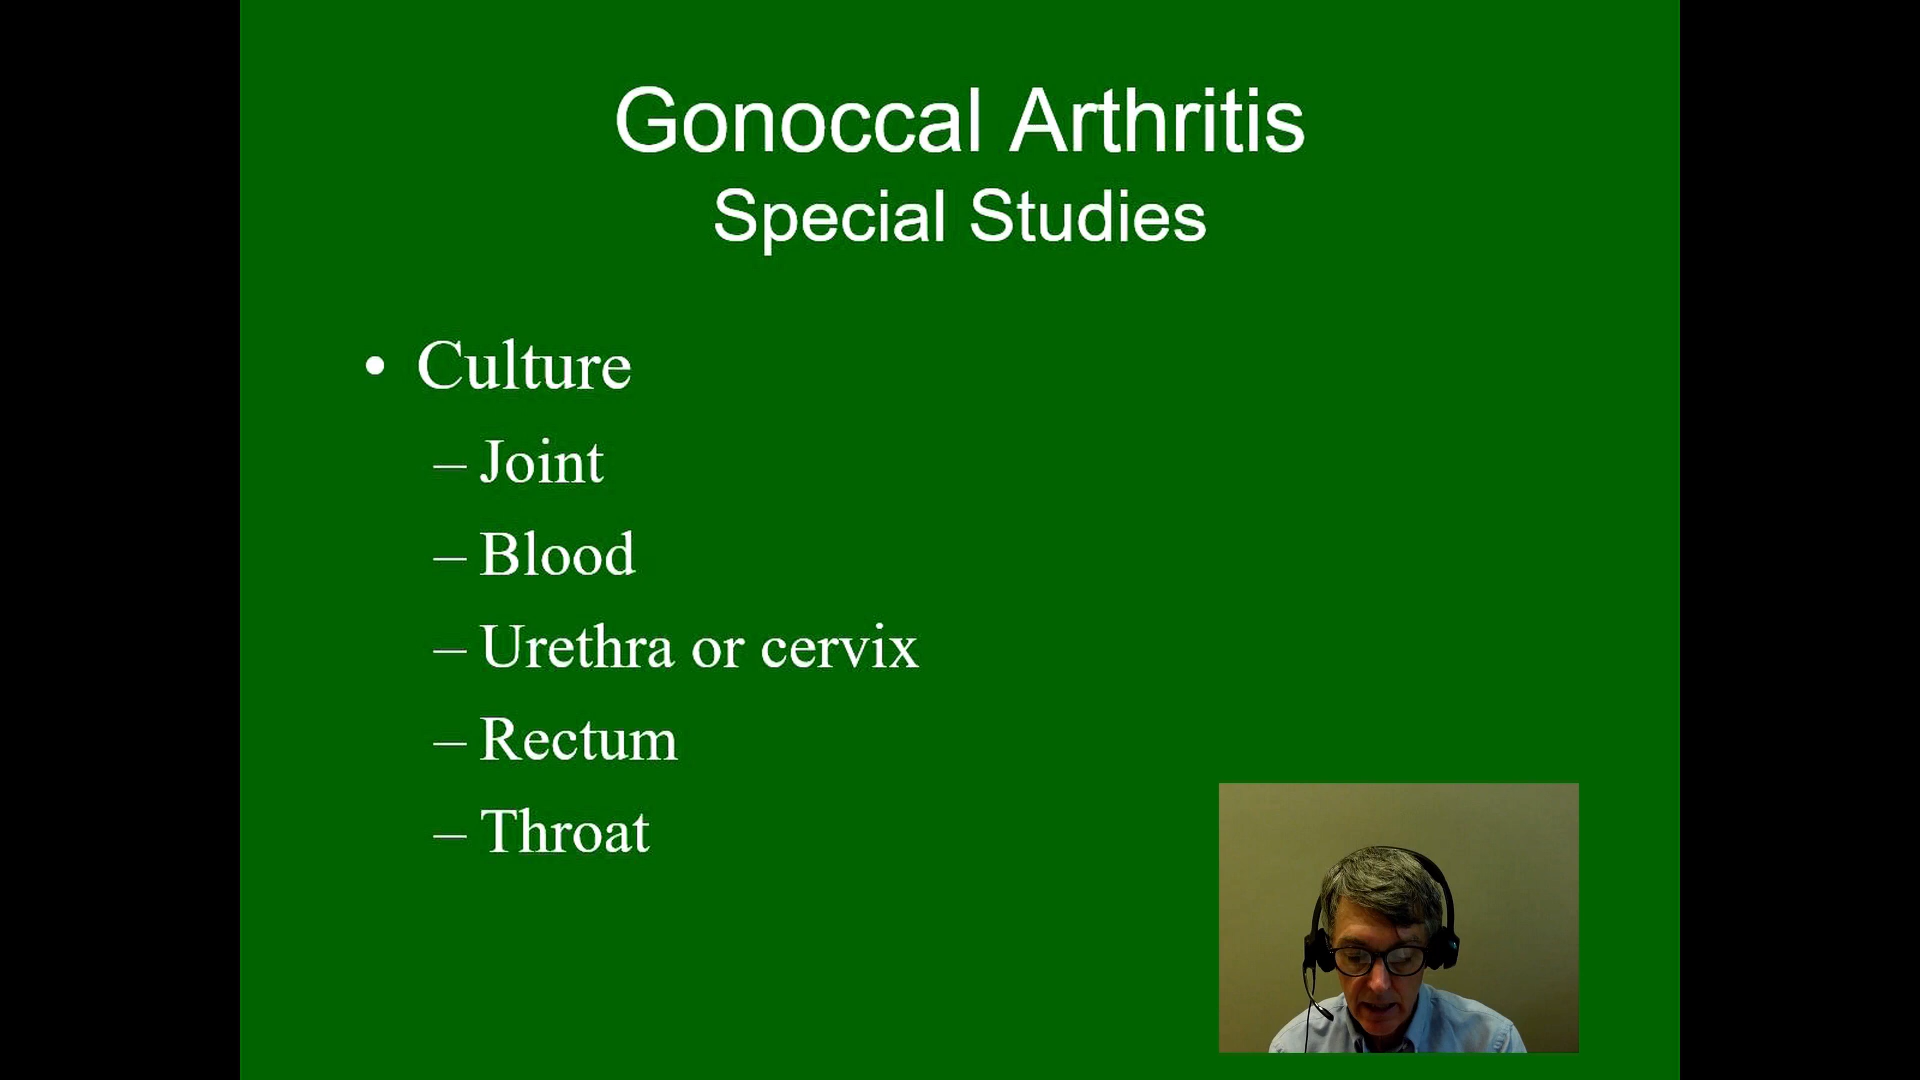 Gonoccal Arthritis
Special Studies
• Culture
– Joint
– Blood
– Urethra or cervix
– Rectum
– Throat